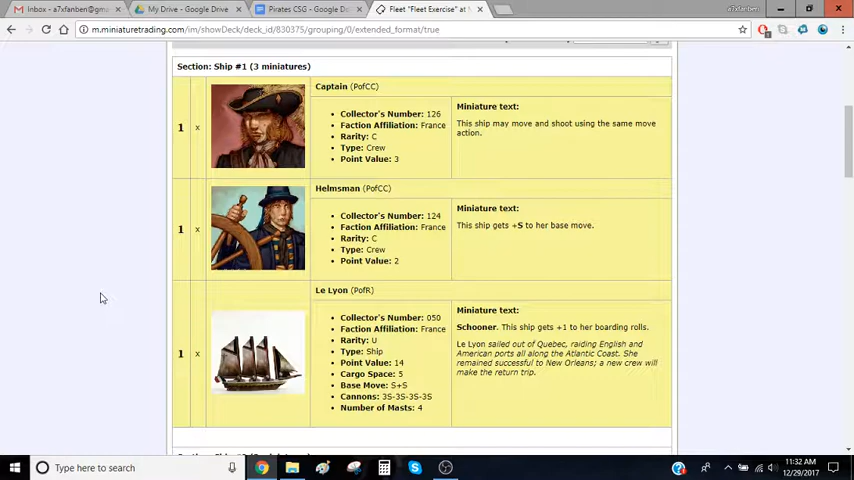 Inbox - a7xfanben@gma
My Drive - Google Drive
Pirates CSG - Google Do
Fleet "Fleet Exercise" at M
a7xfanben
m.miniaturetrading.com/im/showDeck/deck_id/830375/grouping/0/extended_format/true
Section: Ship #1 (3 miniatures)
1 x
Captain (PofCC)
Collector's Number: 126
Faction Affiliation: France
Rarity: C
Type: Crew
Point Value: 3
Miniature text:
This ship may move and shoot using the same move
action.
1 x
Helmsman (PofCC)
Collector's Number: 124
Faction Affiliation: France
Rarity: C
Type: Crew
Point Value: 2
Miniature text:
This ship gets +S to her base move.
1 x
Le Lyon (PofR)
Collector's Number: 050
Faction Affiliation: France
Rarity: U
Type: Ship
Point Value: 14
Cargo Space: 5
Base Move: S+S
Cannons: 3S-3S-3S-3S
Number of Masts: 4
Miniature text:
Schooner. This ship gets +1 to her boarding rolls.
Le Lyon sailed out of Quebec, raiding English and
American ports all along the Atlantic Coast. She
remained successful to New Orleans; a new crew will
make the return trip.
Type here to search
11:32 AM
12/29/2017